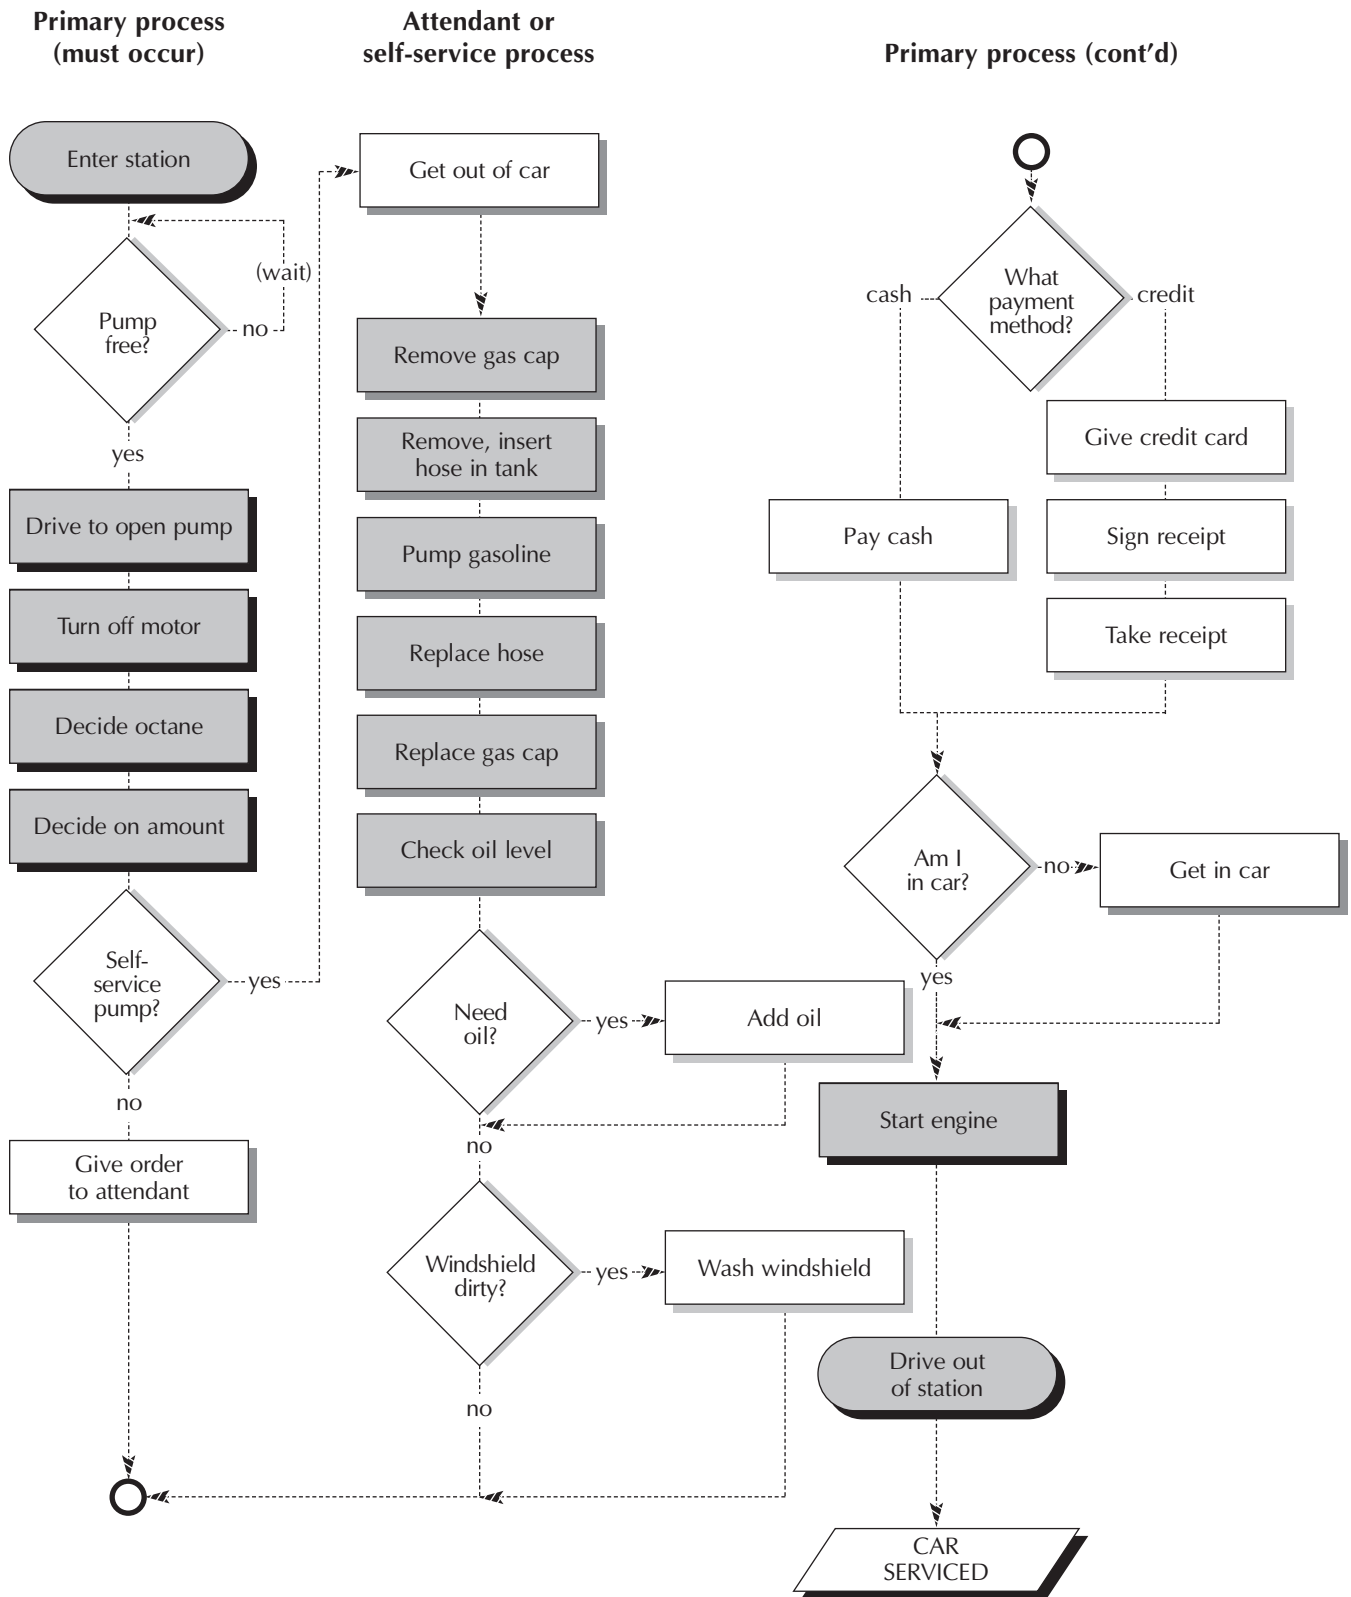 Primary process
(must occur)
Enter station
(wait)
Pump
free?
no
yes
Drive to open pump
Turn off motor
Decide octane
Decide on amount
Self-
service
pump?
yes
no
Give order
to attendant
Attendant or
self-service process
Get out of car
Remove gas cap
Remove, insert
hose in tank
Pump gasoline
Replace hose
Replace gas cap
Check oil level
Need
oil?
yes
Add oil
no
Windshield
dirty?
yes
Wash windshield
no
Primary process (cont’d)
What
payment
method?
cash
credit
Pay cash
Give credit card
Sign receipt
Take receipt
Am I
in car?
no
Get in car
yes
Start engine
Drive out
of station
CAR
SERVICED